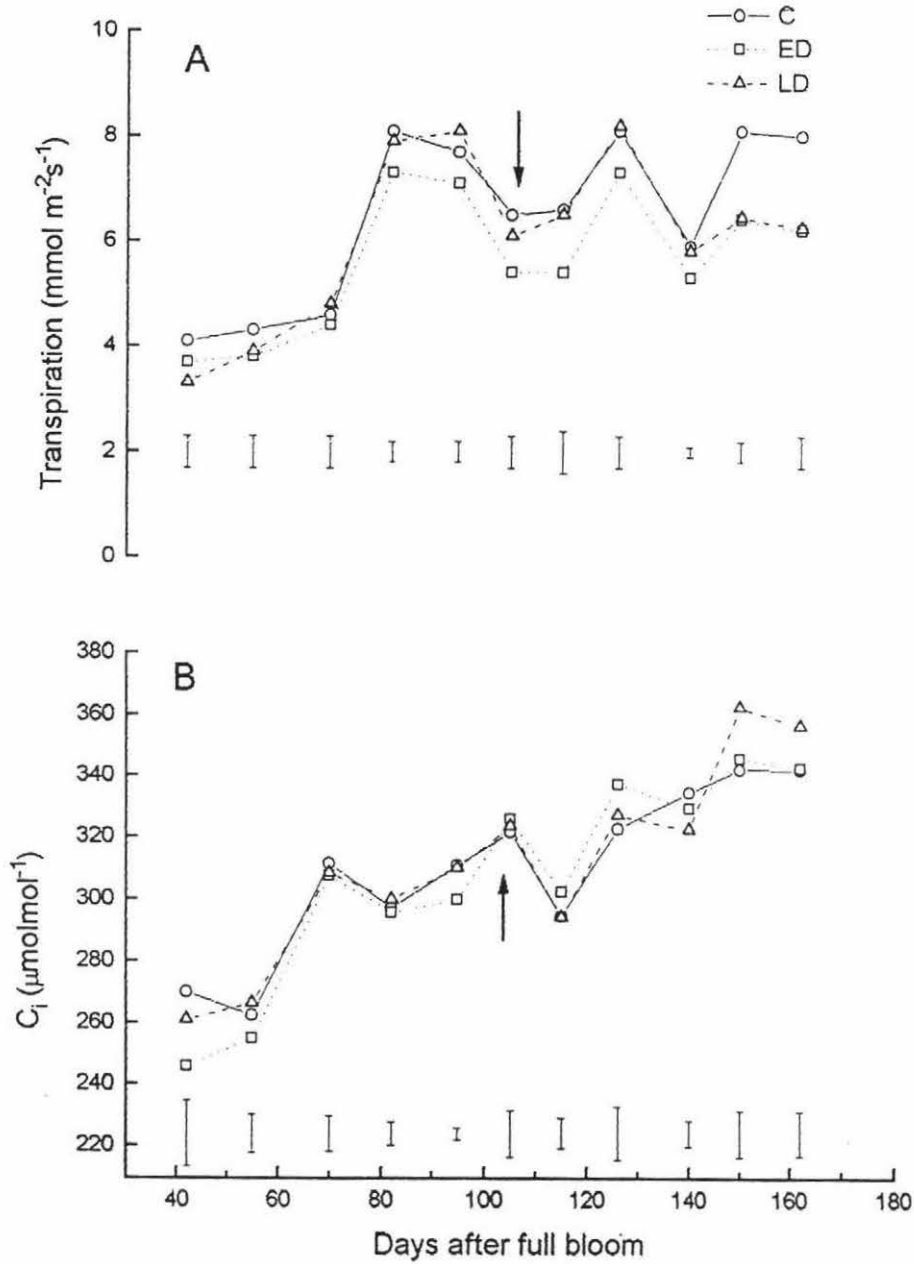 C
ED
LD
A
10
8
6
4
2
0
Transpiration (mmol m⁻²s⁻¹)
B
380
360
340
320
300
280
260
240
220
Cᵢ (μmolmol⁻¹)
40 60 80 100 120 140 160 180
Days after full bloom